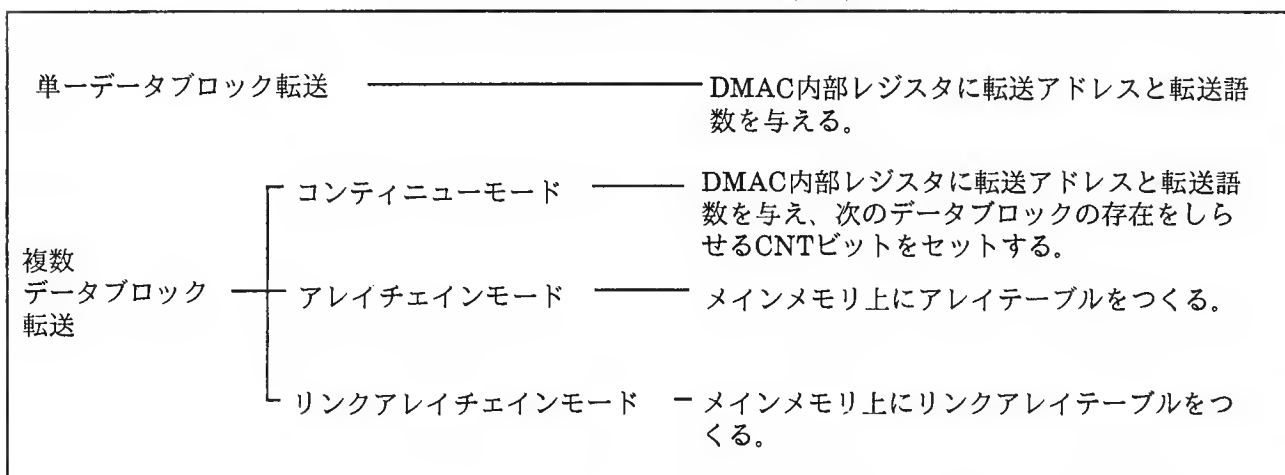 単一データブロック転送
DMAC内部レジスタに転送アドレスと転送語
数を与える。
複数
データブロック
転送
コンティニューモード
DMAC内部レジスタに転送アドレスと転送語
数を与え、次のデータブロックの存在をしら
せるCNTビットをセットする。
アレイチェインモード
メインメモリ上にアレイテーブルをつくる。
リンクアレイチェインモード
メインメモリ上にリンクアレイテーブルをつ
くる。